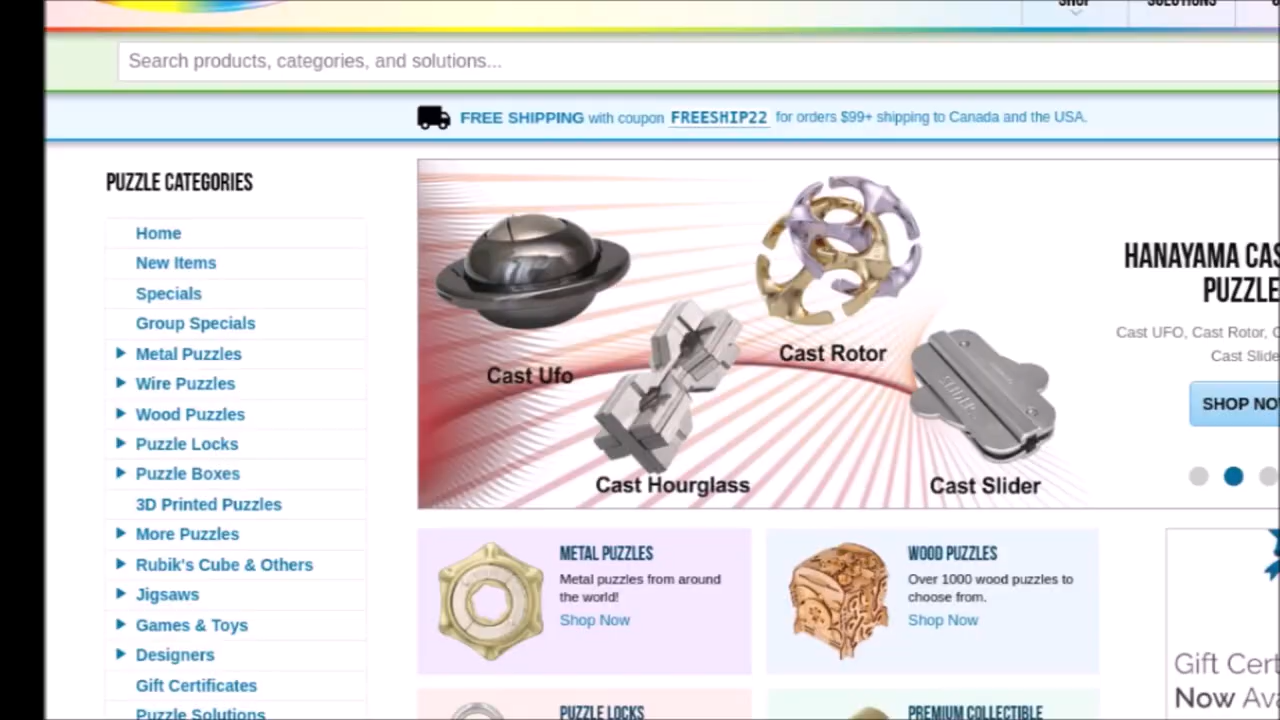 SHOP
SOLUTIONS
Search products, categories, and solutions...
FREE SHIPPING with coupon FREESHIP22 for orders $99+ shipping to Canada and the USA.
PUZZLE CATEGORIES
Home
New Items
Specials
Group Specials
Metal Puzzles
Wire Puzzles
Wood Puzzles
Puzzle Locks
Puzzle Boxes
3D Printed Puzzles
More Puzzles
Rubik's Cube & Others
Jigsaws
Games & Toys
Designers
Gift Certificates
Puzzle Solutions
Cast Ufo
Cast Rotor
Cast Hourglass
Cast Slider
HANAYAMA CAS
PUZZLE
Cast UFO, Cast Rotor,
Cast Slide
SHOP NO
METAL PUZZLES
Metal puzzles from around
the world!
Shop Now
WOOD PUZZLES
Over 1000 wood puzzles to
choose from.
Shop Now
PUZZLE LOCKS
PREMIUM COLLECTIBLE
Gift Cert
Now Av